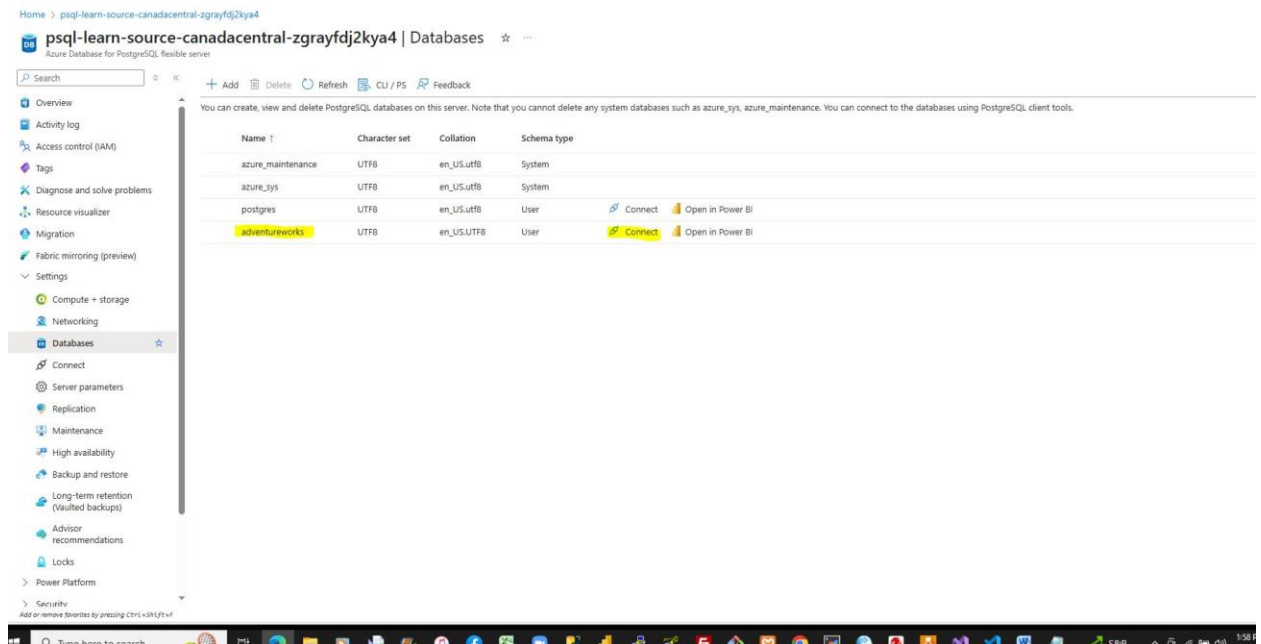 Home > psql-learn-source-canadacentral-zgrayfdj2kya4
psql-learn-source-canadacentral-zgrayfdj2kya4 | Databases
Azure Database for PostgreSQL flexible server
Search
Add Delete Refresh CLI / PS Feedback
You can create, view and delete PostgreSQL databases on this server. Note that you cannot delete any system databases such as azure_sys, azure_maintenance. You can connect to the databases using PostgreSQL client tools.
Name ↑ Character set Collation Schema type
azure_maintenance UTF8 en_US.utf8 System
azure_sys UTF8 en_US.utf8 System
postgres UTF8 en_US.utf8 User Connect Open in Power BI
adventureworks UTF8 en_US.UTF8 User Connect Open in Power BI
Overview
Activity log
Access control (IAM)
Tags
Diagnose and solve problems
Resource visualizer
Migration
Fabric mirroring (preview)
Settings
Compute + storage
Networking
Databases
Connect
Server parameters
Replication
Maintenance
High availability
Backup and restore
Long-term retention
(Vaulted backups)
Advisor
recommendations
Locks
Power Platform
Security
Add or remove favorites by pressing Ctrl+Shift+F
Type here to search
1:58 P